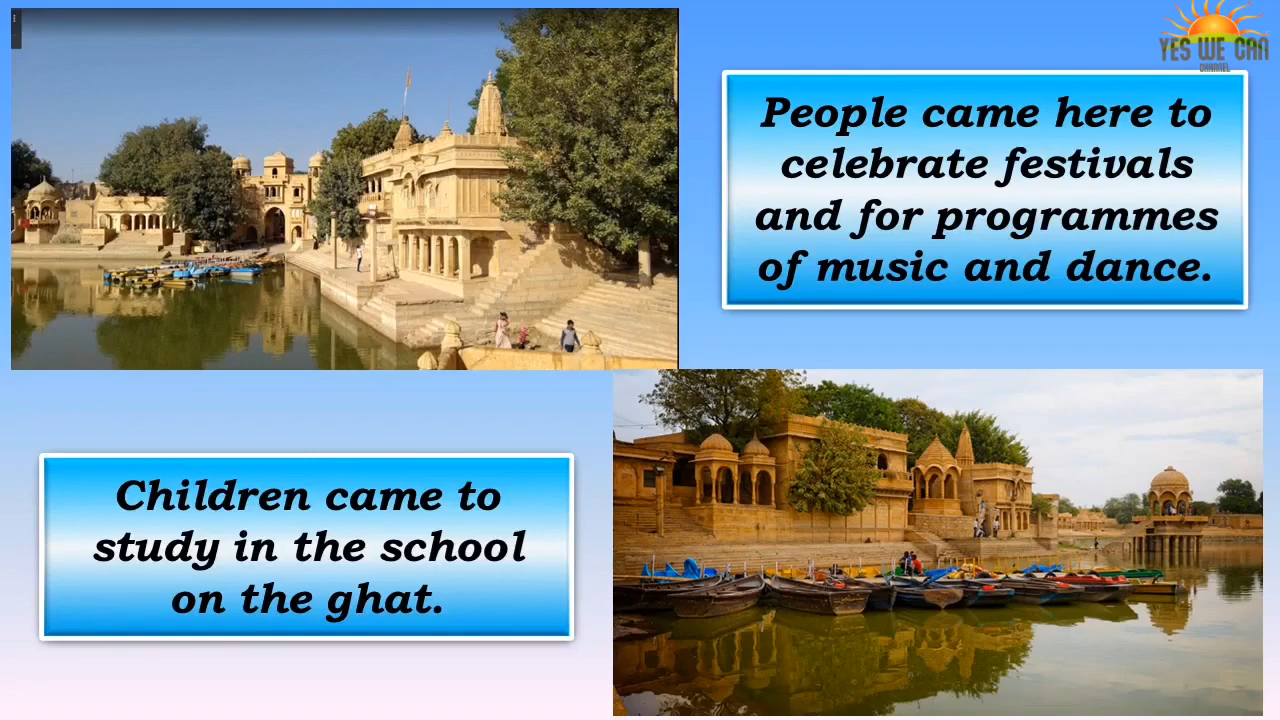 YES WE CAN
CHANNEL
People came here to
celebrate festivals
and for programmes
of music and dance.
Children came to
study in the school
on the ghat.